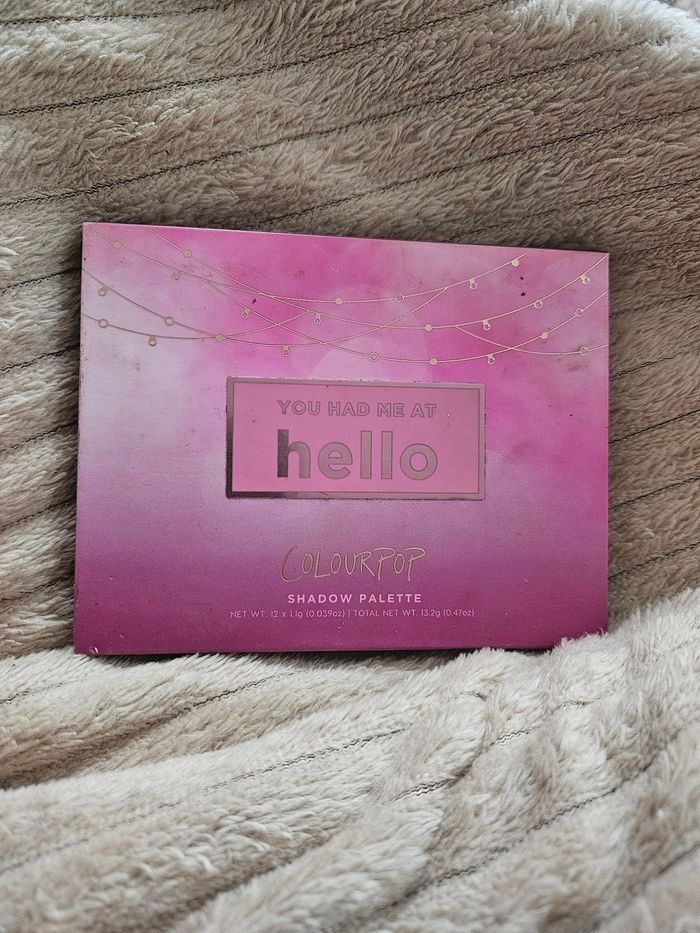 YOU HAD ME AT
hello
COLOURPOP
SHADOW PALETTE
NET WT. 12 x 1.1g (0.039oz) | TOTAL NET WT. 13.2g (0.47oz)